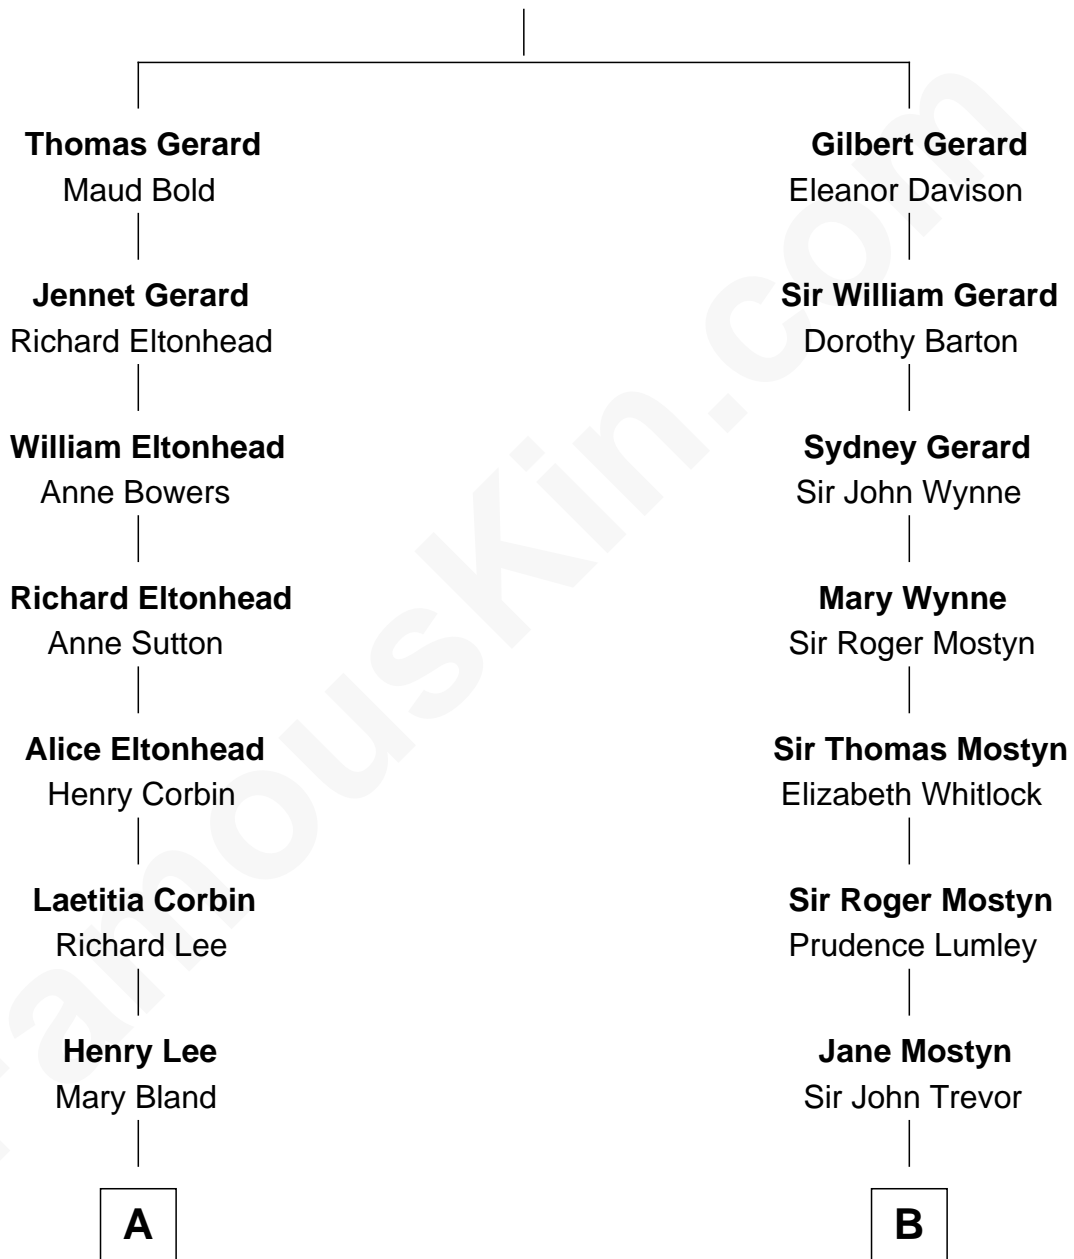 Thomas Gerard
Maud Bold
Jennet Gerard
Richard Eltonhead
William Eltonhead
Anne Bowers
Richard Eltonhead
Anne Sutton
Alice Eltonhead
Henry Corbin
Laetitia Corbin
Richard Lee
Henry Lee
Mary Bland
A
Gilbert Gerard
Eleanor Davison
Sir William Gerard
Dorothy Barton
Sydney Gerard
Sir John Wynne
Mary Wynne
Sir Roger Mostyn
Sir Thomas Mostyn
Elizabeth Whitlock
Sir Roger Mostyn
Prudence Lumley
Jane Mostyn
Sir John Trevor
B
FamousKin.com